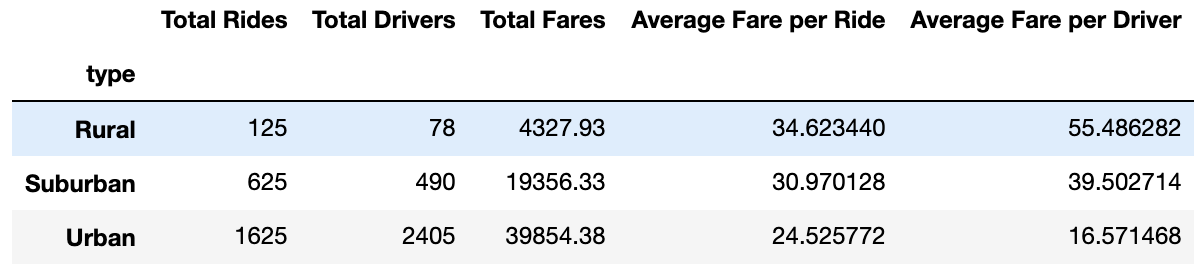 Total Rides Total Drivers Total Fares Average Fare per Ride Average Fare per Driver
type
Rural 125 78 4327.93 34.623440 55.486282
Suburban 625 490 19356.33 30.970128 39.502714
Urban 1625 2405 39854.38 24.525772 16.571468